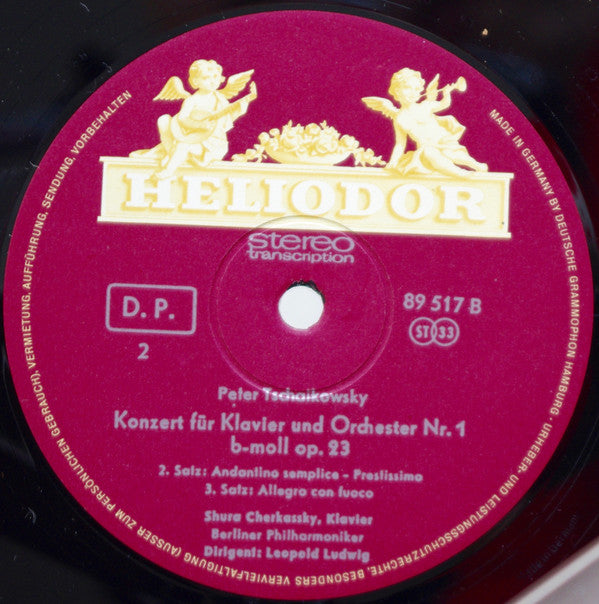 HELIODOR
stereo
transcription
D. P.
2
89 517 B
ST 33
Peter Tschaikowsky
Konzert für Klavier und Orchester Nr. 1
b-moll op. 23
2. Satz: Andantino semplice - Prestissimo
3. Satz: Allegro con fuoco
Shura Cherkassky, Klavier
Berliner Philharmoniker
Dirigent: Leopold Ludwig
MADE IN GERMANY BY DEUTSCHE GRAMMOPHON HAMBURG · URHEBER- UND LEISTUNGSSCHUTZRECHTE, BESONDERS VERVIELFÄLTIGUNG (AUSSER ZUM PERSÖNLICHEN GEBRAUCH), VERMIETUNG, AUFFÜHRUNG, SENDUNG, VORBEHALTEN